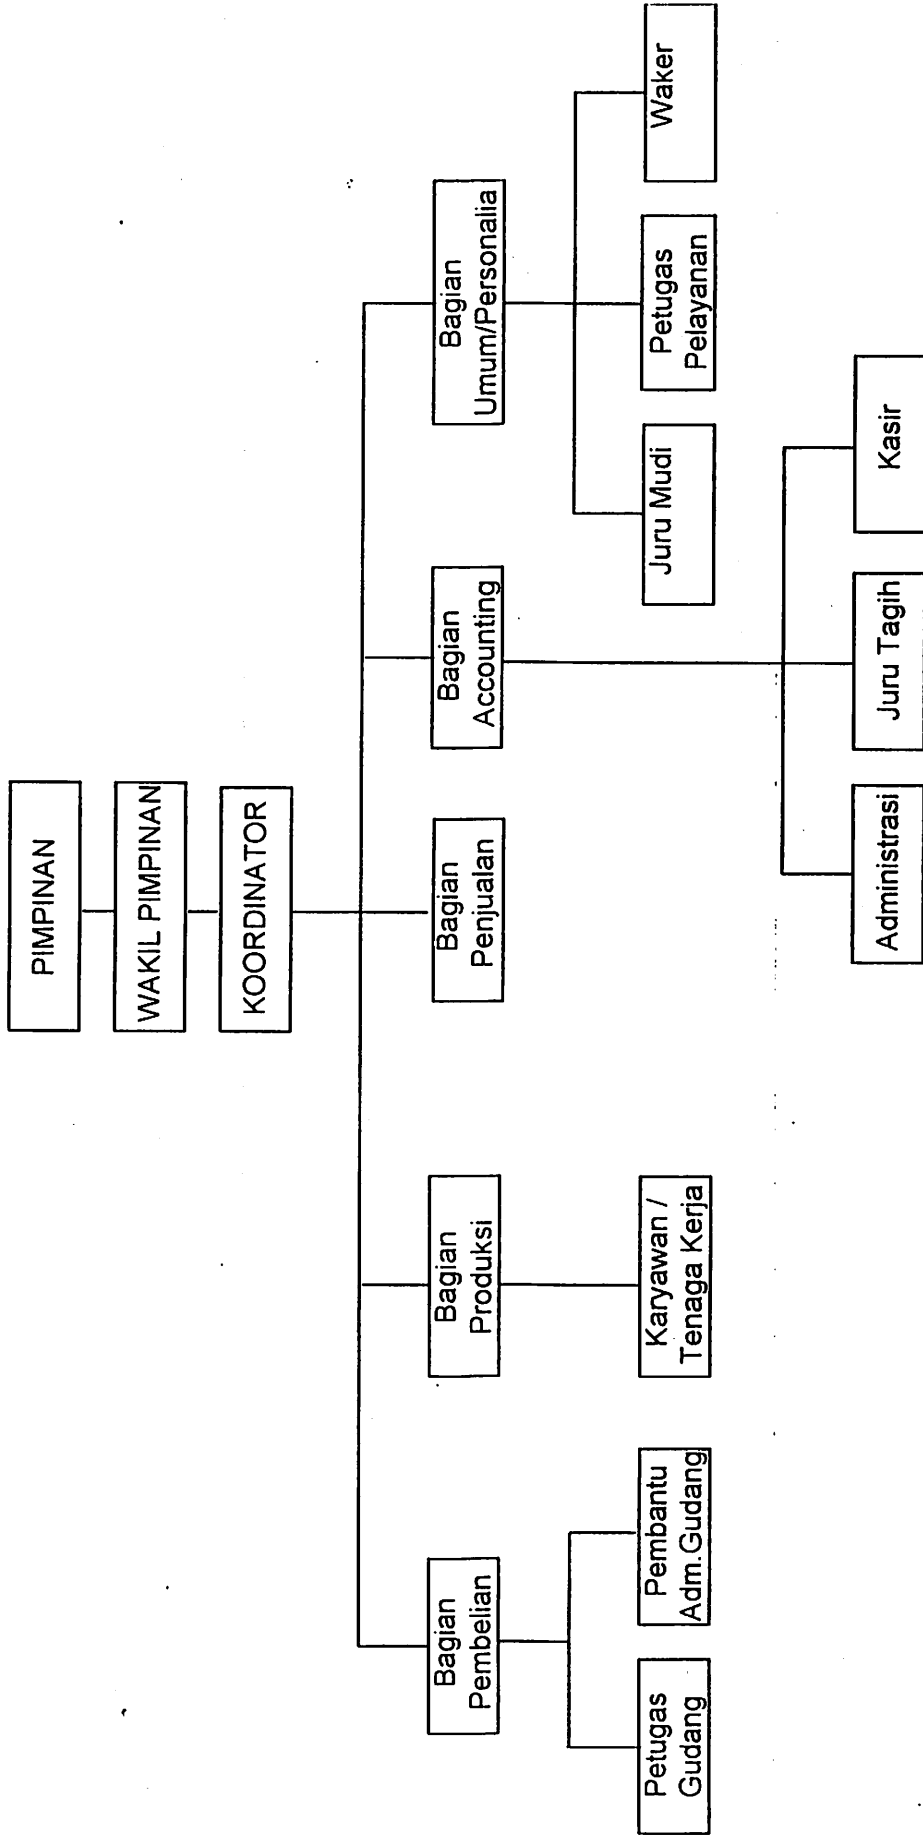 PIMPINAN
WAKIL PIMPINAN
KOORDINATOR
Bagian
Pembelian
Bagian
Produksi
Bagian
Penjualan
Bagian
Accounting
Bagian
Umum/Personalia
Petugas
Gudang
Pembantu
Adm.Gudang
Karyawan /
Tenaga Kerja
Juru Mudi
Petugas
Pelayanan
Waker
Administrasi
Juru Tagih
Kasir